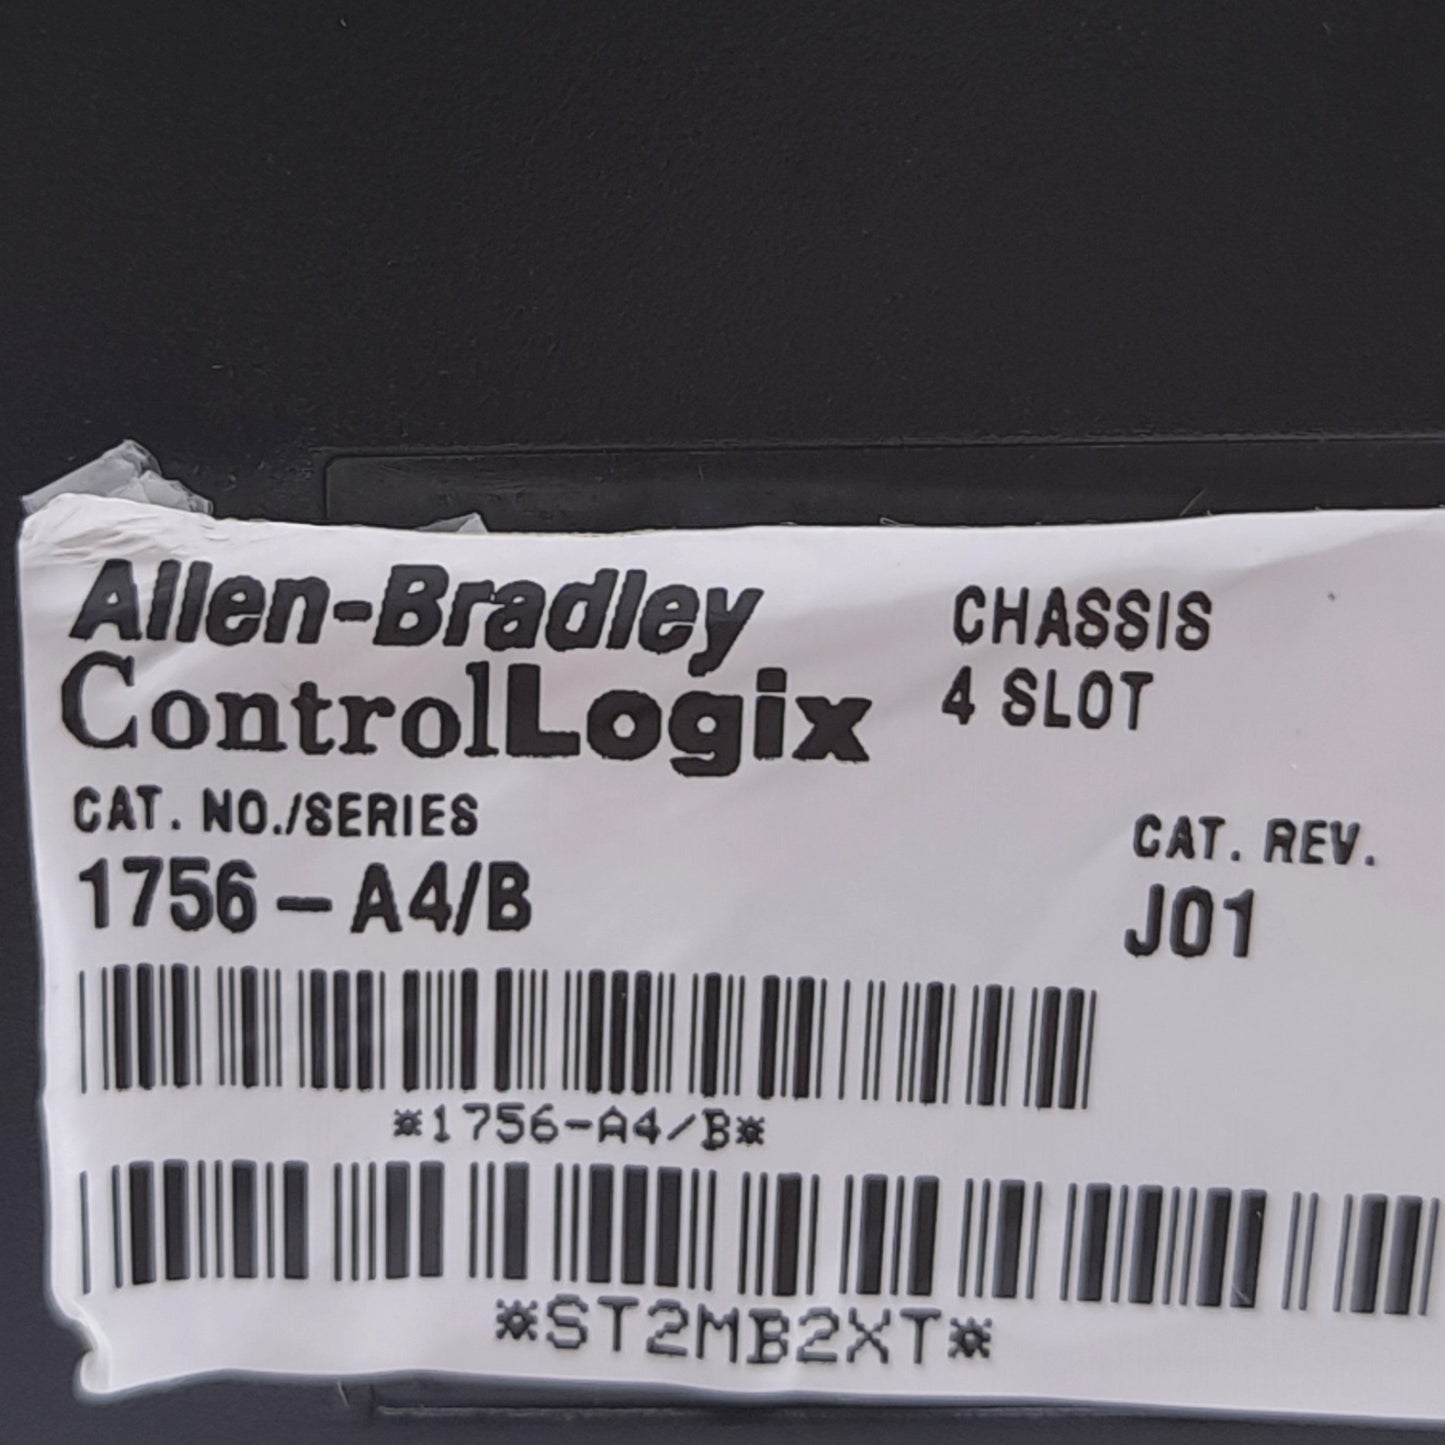 Allen-Bradley
ControlLogix
CHASSIS
4 SLOT
CAT. NO./SERIES
1756-A4/B
CAT. REV.
J01
*1756-A4/B*
*ST2MB2XT*